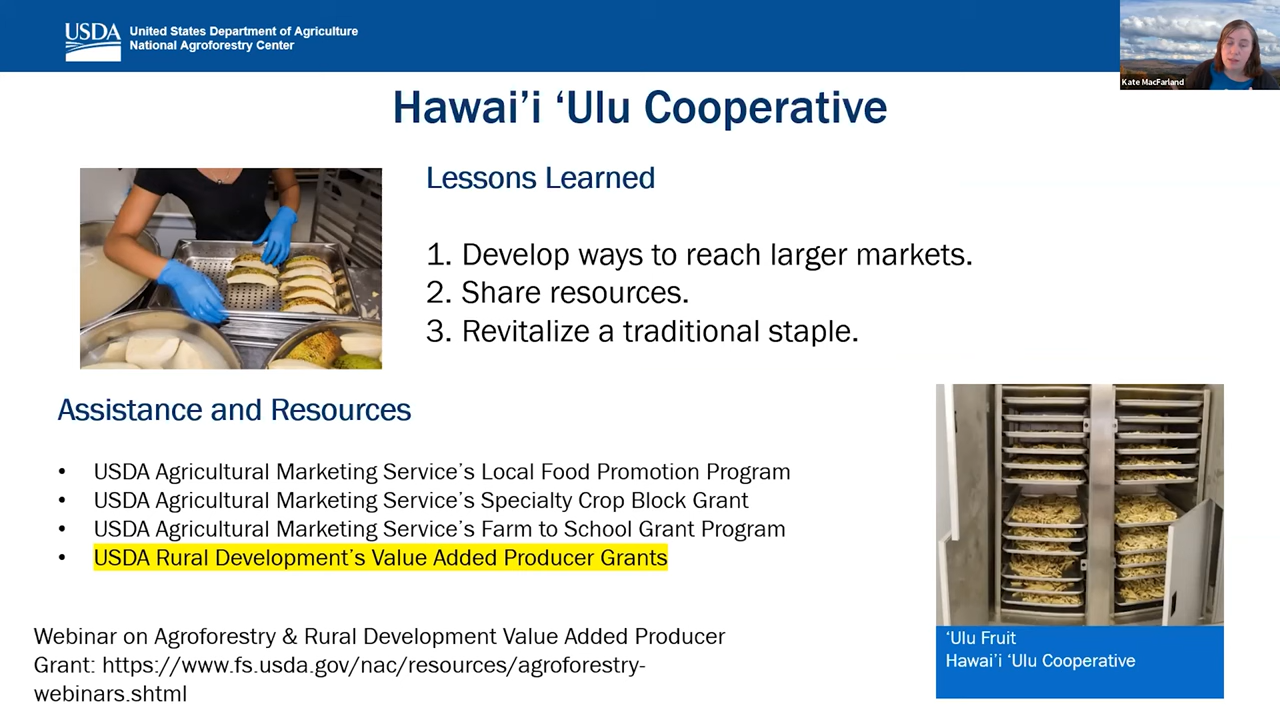 USDA
United States Department of Agriculture
National Agroforestry Center
Kate MacFarland
Hawai’i ‘Ulu Cooperative
Lessons Learned
1. Develop ways to reach larger markets.
2. Share resources.
3. Revitalize a traditional staple.
Assistance and Resources
• USDA Agricultural Marketing Service’s Local Food Promotion Program
• USDA Agricultural Marketing Service’s Specialty Crop Block Grant
• USDA Agricultural Marketing Service’s Farm to School Grant Program
• USDA Rural Development’s Value Added Producer Grants
Webinar on Agroforestry & Rural Development Value Added Producer
Grant: https://www.fs.usda.gov/nac/resources/agroforestry-
webinars.shtml
‘Ulu Fruit
Hawai’i ‘Ulu Cooperative